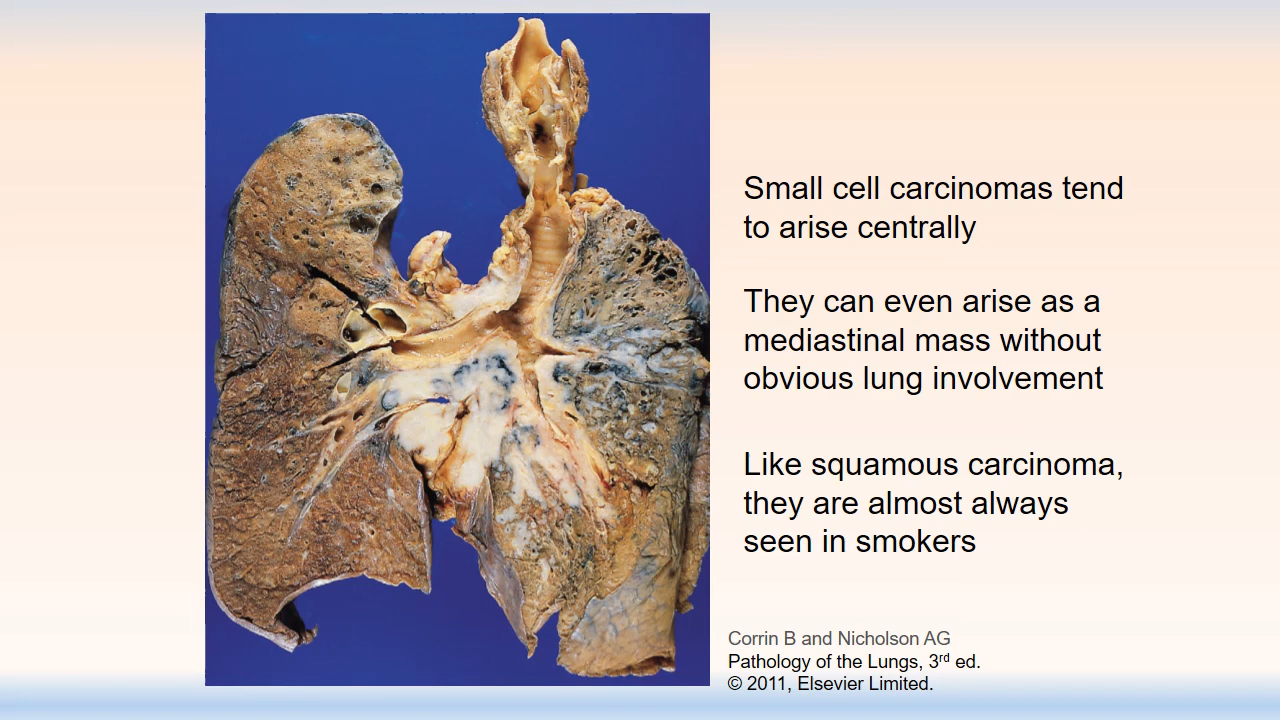 Small cell carcinomas tend
to arise centrally
They can even arise as a
mediastinal mass without
obvious lung involvement
Like squamous carcinoma,
they are almost always
seen in smokers
Corrin B and Nicholson AG
Pathology of the Lungs, 3rd ed.
© 2011, Elsevier Limited.